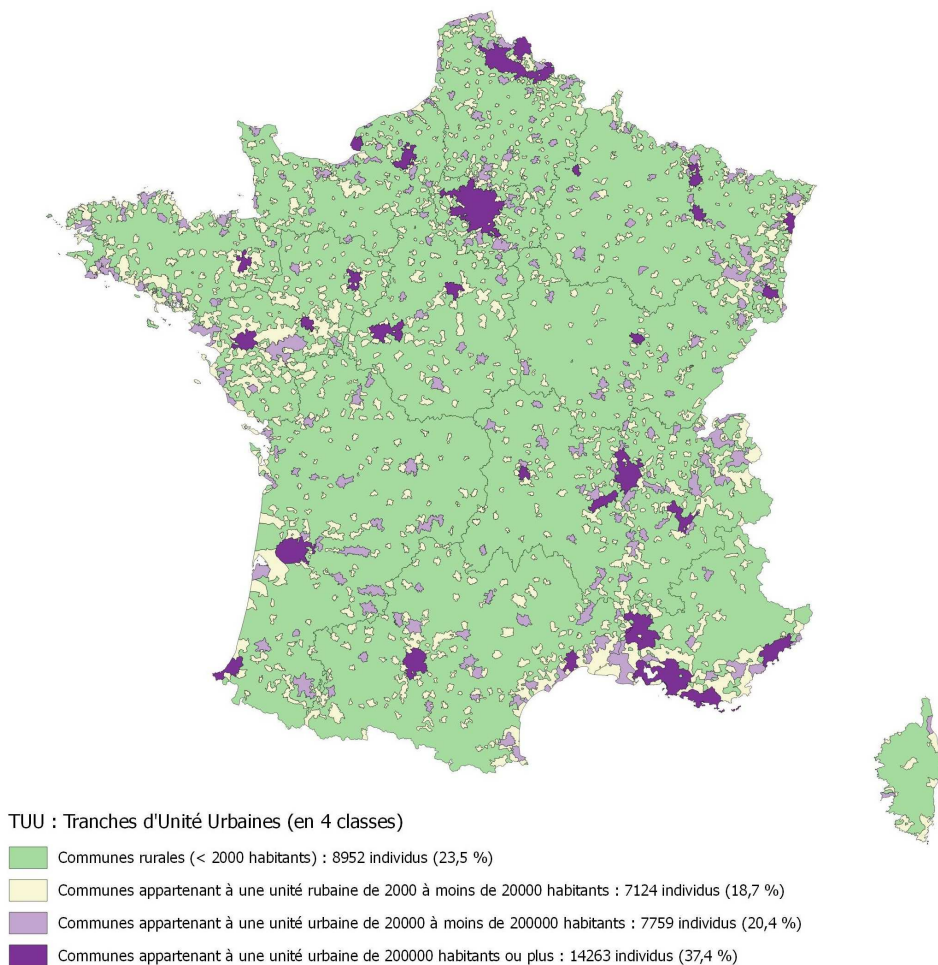 TUU : Tranches d'Unité Urbaines (en 4 classes)
Communes rurales (< 2000 habitants) : 8952 individus (23,5 %)
Communes appartenant à une unité rubaine de 2000 à moins de 20000 habitants : 7124 individus (18,7 %)
Communes appartenant à une unité urbaine de 20000 à moins de 200000 habitants : 7759 individus (20,4 %)
Communes appartenant à une unité urbaine de 200000 habitants ou plus : 14263 individus (37,4 %)